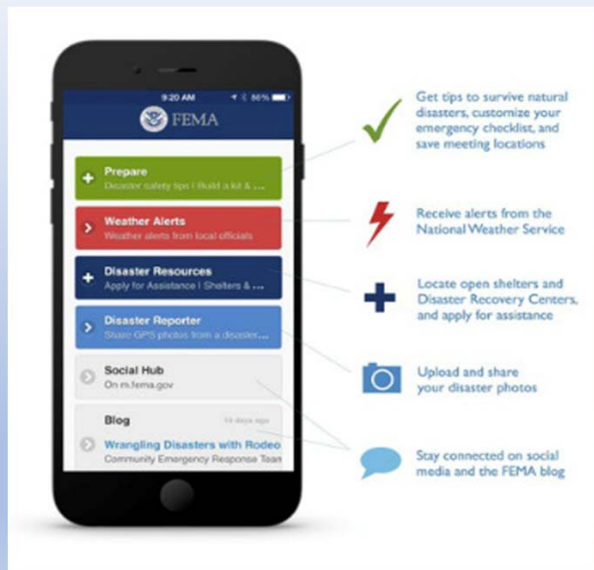 9:20 AM
86%
FEMA
Prepare
Disaster safety tips | Build a kit & ...
Weather Alerts
Weather alerts from local officials
Disaster Resources
Apply for Assistance | Shelters & ...
Disaster Reporter
Share GPS photos from a disaster...
Social Hub
On m.fema.gov
Blog
days ago
Wrangling Disasters with Rodeo
Community Emergency Response Team
Get tips to survive natural
disasters, customize your
emergency checklist, and
save meeting locations
Receive alerts from the
National Weather Service
Locate open shelters and
Disaster Recovery Centers,
and apply for assistance
Upload and share
your disaster photos
Stay connected on social
media and the FEMA blog